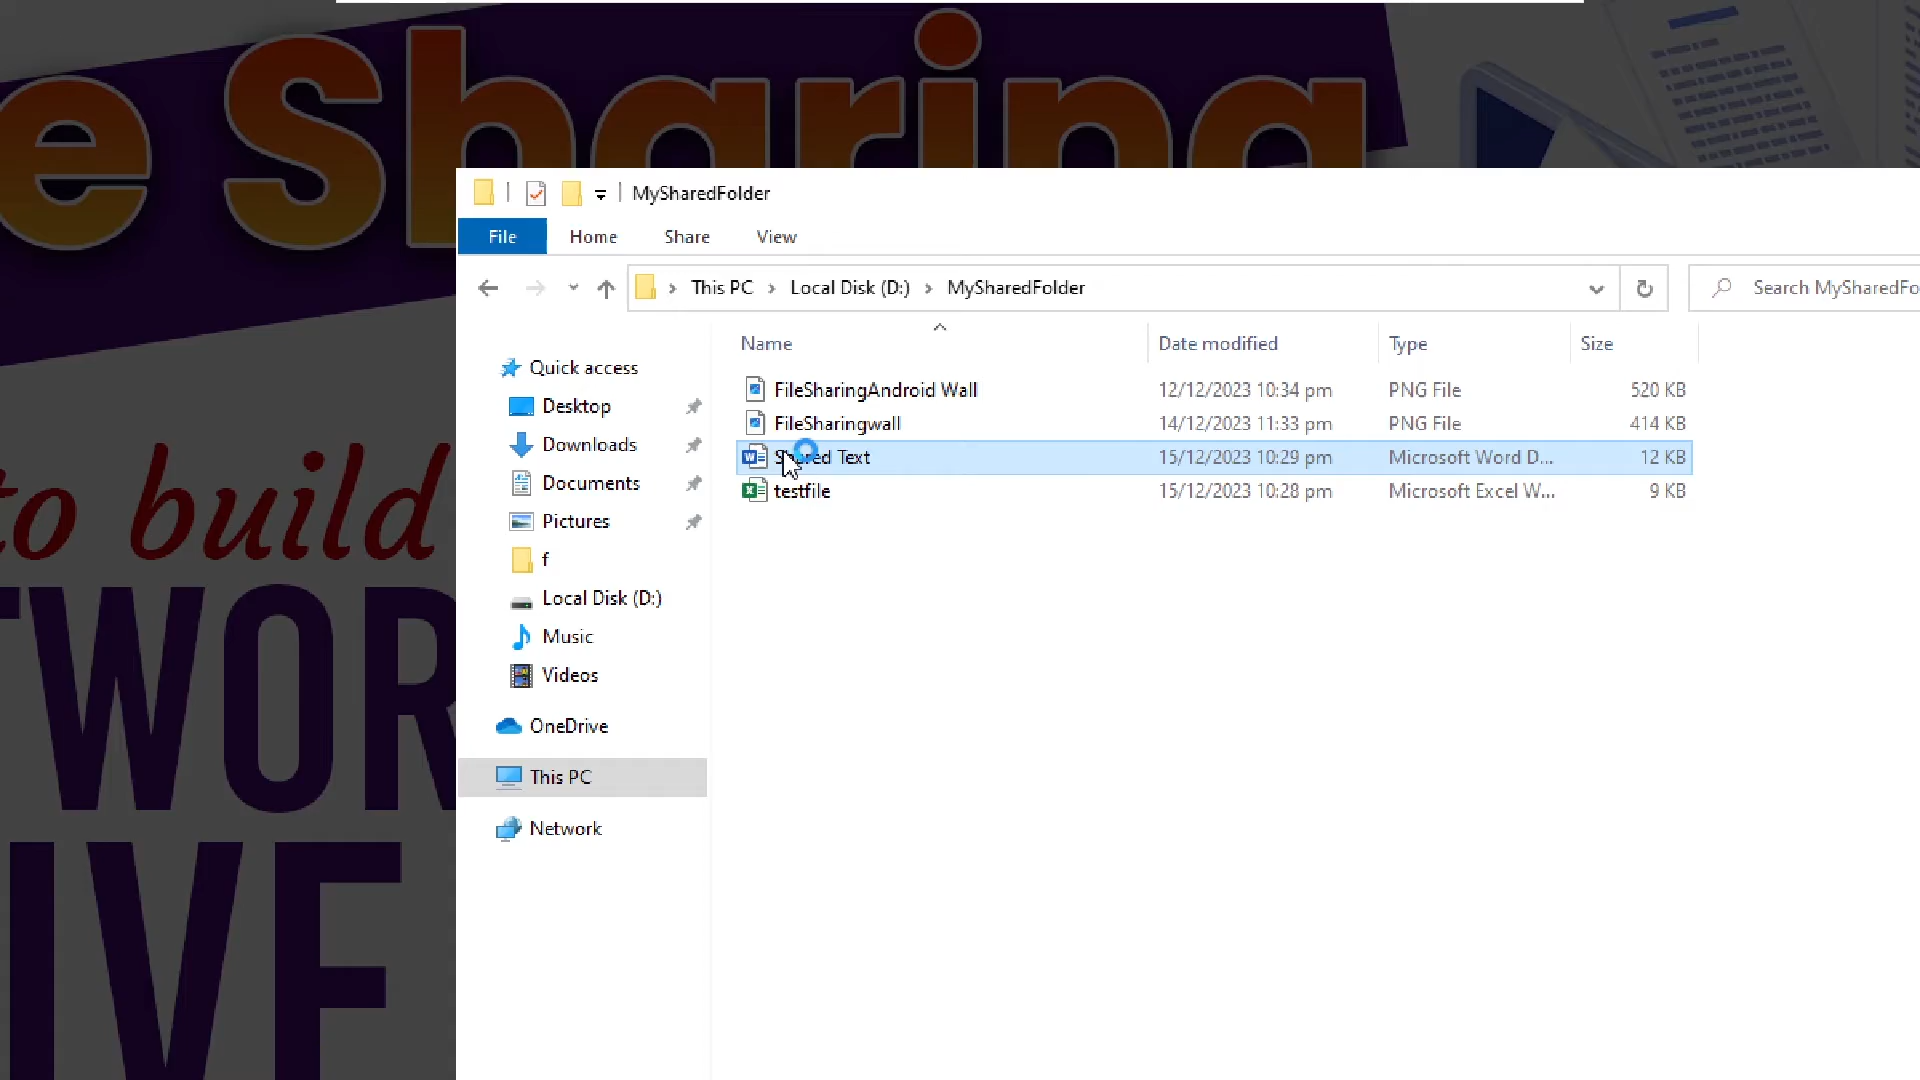 e Sharing
MySharedFolder
File Home Share View
This PC Local Disk (D:) MySharedFolder
Search MySharedFo
Name Date modified Type Size
Quick access
Desktop
Downloads
Documents
Pictures
f
Local Disk (D:)
Music
Videos
OneDrive
This PC
Network
FileSharingAndroid Wall 12/12/2023 10:34 pm PNG File 520 KB
FileSharingwall 14/12/2023 11:33 pm PNG File 414 KB
Shared Text 15/12/2023 10:29 pm Microsoft Word D... 12 KB
testfile 15/12/2023 10:28 pm Microsoft Excel W... 9 KB
to build
TWOR
IVE